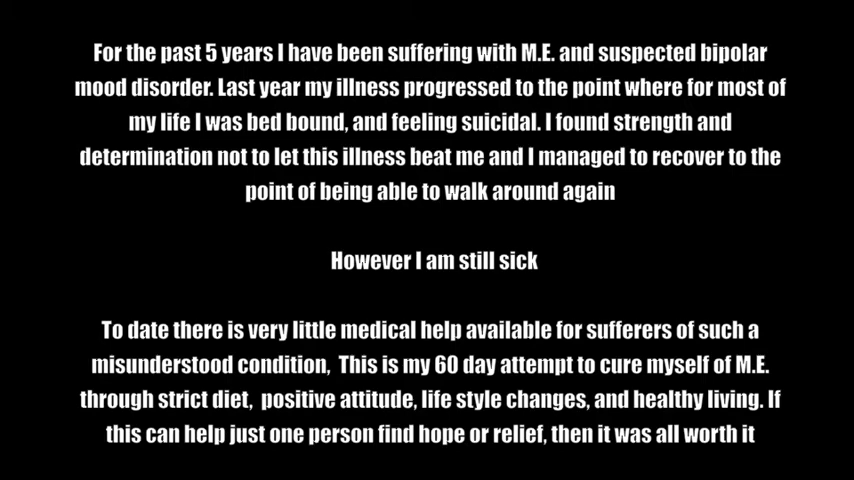 For the past 5 years I have been suffering with M.E. and suspected bipolar
mood disorder. Last year my illness progressed to the point where for most of
my life I was bed bound, and feeling suicidal. I found strength and
determination not to let this illness beat me and I managed to recover to the
point of being able to walk around again
However I am still sick
To date there is very little medical help available for sufferers of such a
misunderstood condition, This is my 60 day attempt to cure myself of M.E.
through strict diet, positive attitude, life style changes, and healthy living. If
this can help just one person find hope or relief, then it was all worth it